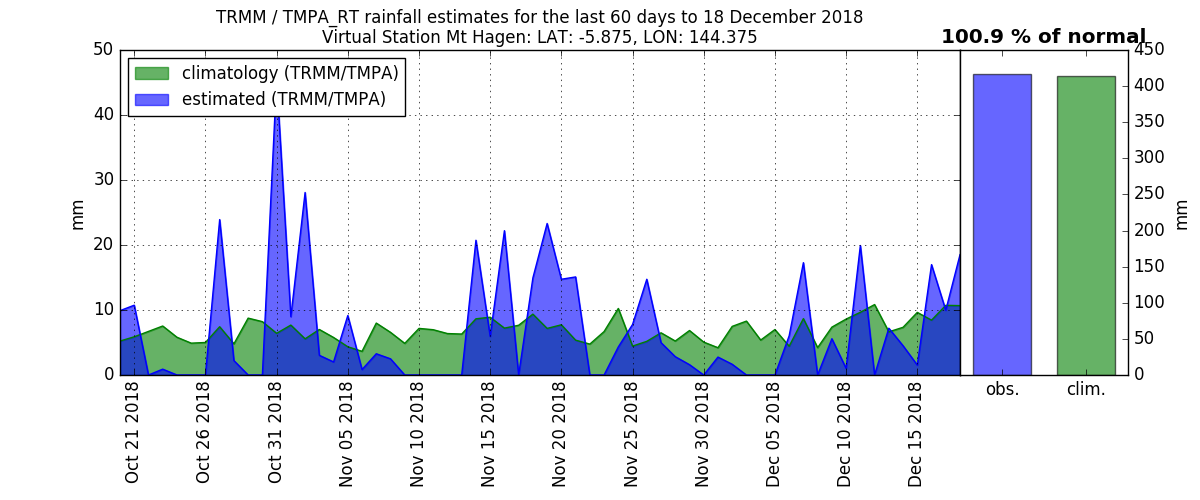 TRMM / TMPA_RT rainfall estimates for the last 60 days to 18 December 2018
Virtual Station Mt Hagen: LAT: -5.875, LON: 144.375
100.9 % of normal
climatology (TRMM/TMPA)
estimated (TRMM/TMPA)
50
40
30
20
10
0
mm
Oct 21 2018
Oct 26 2018
Oct 31 2018
Nov 05 2018
Nov 10 2018
Nov 15 2018
Nov 20 2018
Nov 25 2018
Nov 30 2018
Dec 05 2018
Dec 10 2018
Dec 15 2018
450
400
350
300
250
200
150
100
50
0
mm
obs.
clim.